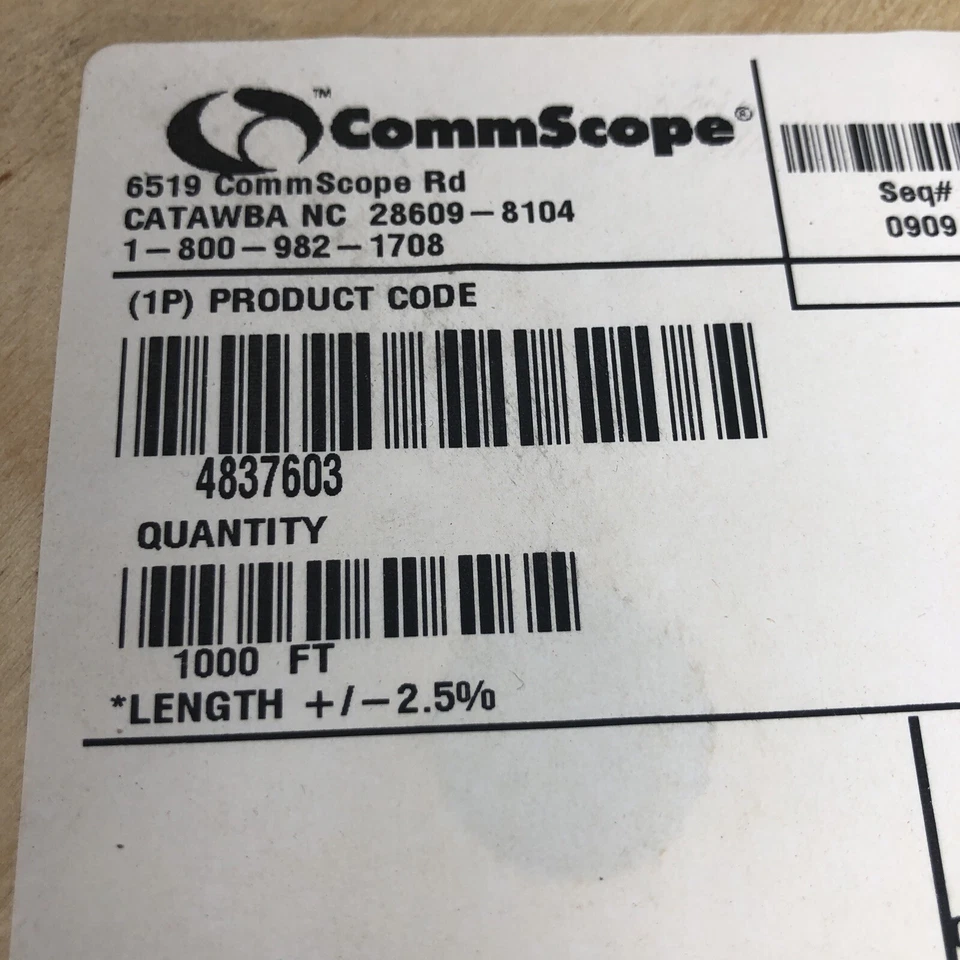 ™
CommScope®
6519 CommScope Rd
CATAWBA NC 28609-8104
1-800-982-1708
Seq#
0909
(1P) PRODUCT CODE
4837603
QUANTITY
1000 FT
*LENGTH +/-2.5%